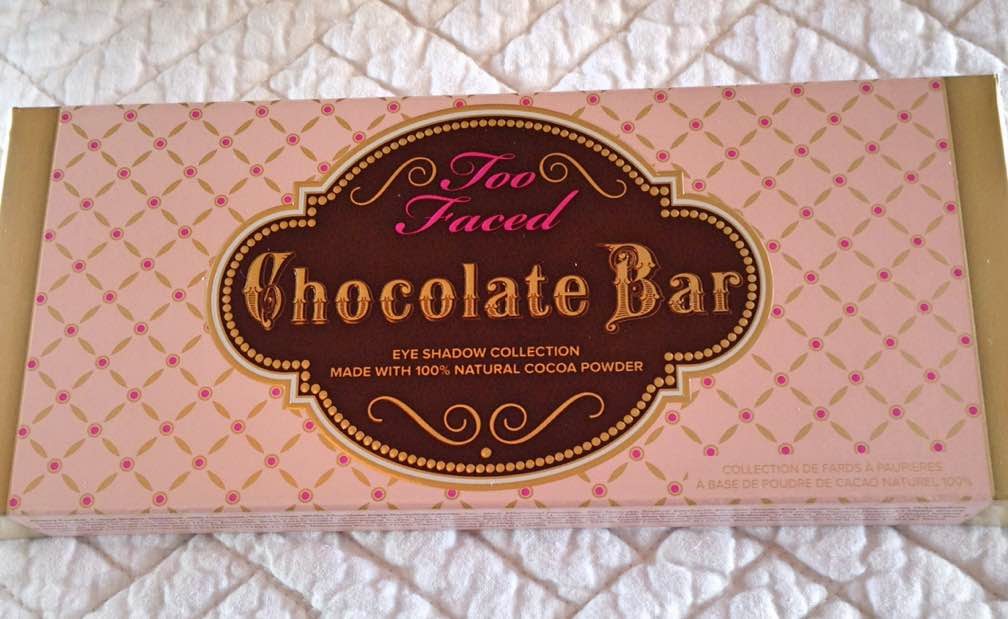 Too
Faced
Chocolate Bar
EYE SHADOW COLLECTION
MADE WITH 100% NATURAL COCOA POWDER
COLLECTION DE FARDS À PAUPIÈRES
À BASE DE POUDRE DE CACAO NATUREL 100%